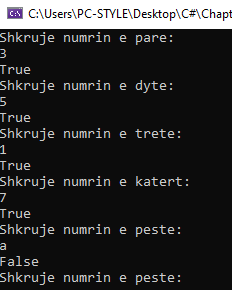 C:\Users\PC-STYLE\Desktop\C#\Chapt
Shkruje numrin e pare:
3
True
Shkruje numrin e dyte:
5
True
Shkruje numrin e trete:
1
True
Shkruje numrin e katert:
7
True
Shkruje numrin e peste:
a
False
Shkruje numrin e peste: